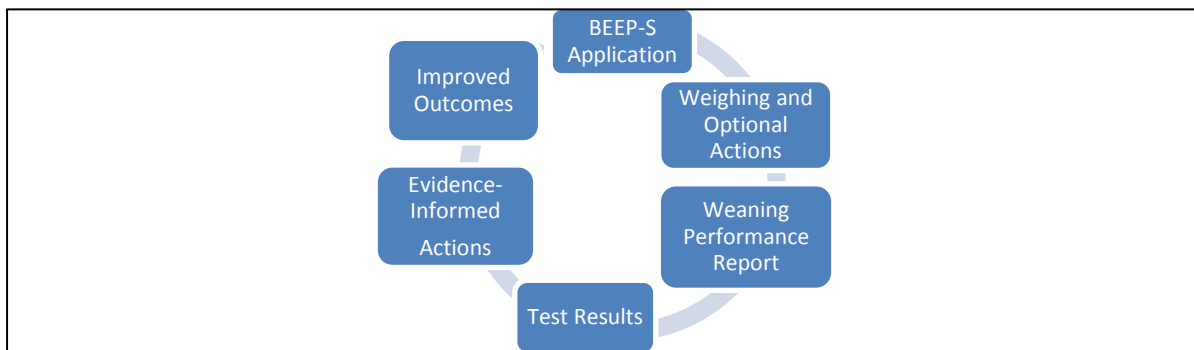 BEEP-S
Application
Weighing and
Optional
Actions
Weaning
Performance
Report
Test Results
Evidence-
Informed
Actions
Improved
Outcomes